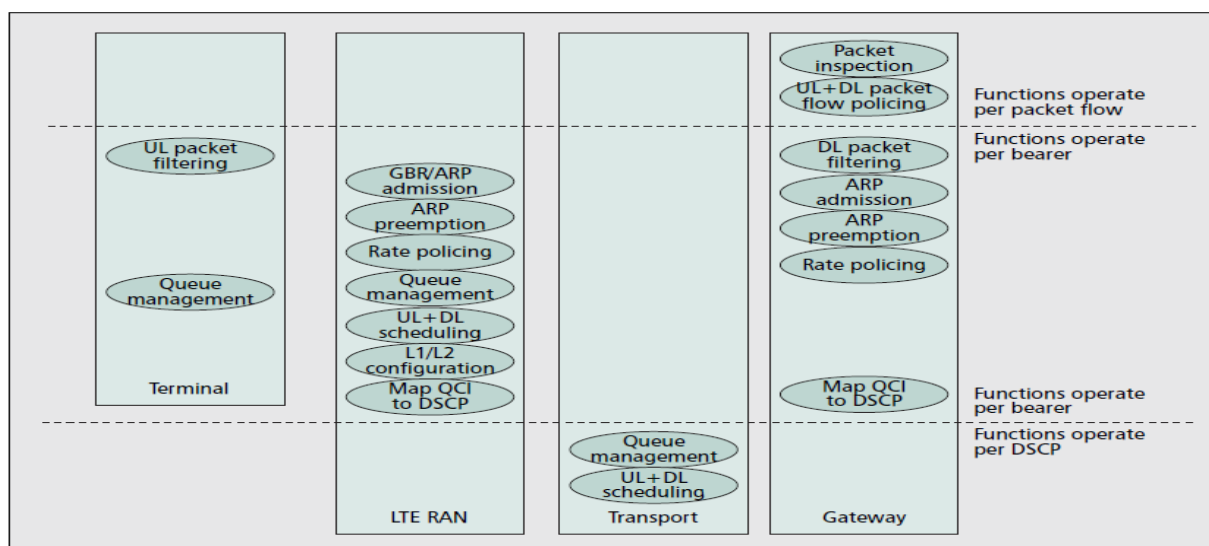 Packet
inspection
UL+DL packet
flow policing
Functions operate
per packet flow
Functions operate
per bearer
UL packet
filtering
DL packet
filtering
GBR/ARP
admission
ARP
admission
ARP
preemption
ARP
preemption
Rate policing
Rate policing
Queue
management
Queue
management
UL+DL
scheduling
L1/L2
configuration
Terminal
Map QCI
to DSCP
Map QCI
to DSCP
Functions operate
per bearer
Functions operate
per DSCP
Queue
management
UL+DL
scheduling
LTE RAN
Transport
Gateway